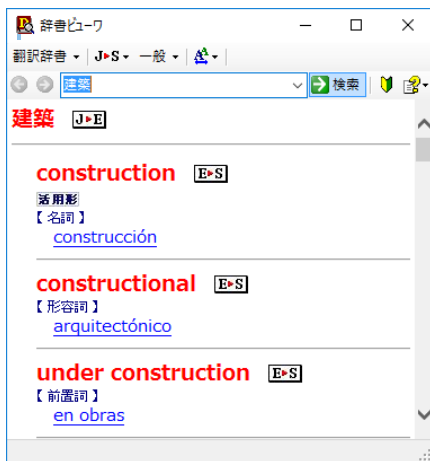 辞書ビューワ
翻訳辞書 J▸S 一般 A
建築 検索
建築 J▸E
construction E▸S
活用形
【 名詞 】
construcción
constructional E▸S
【 形容詞 】
arquitectónico
under construction E▸S
【 前置詞 】
en obras